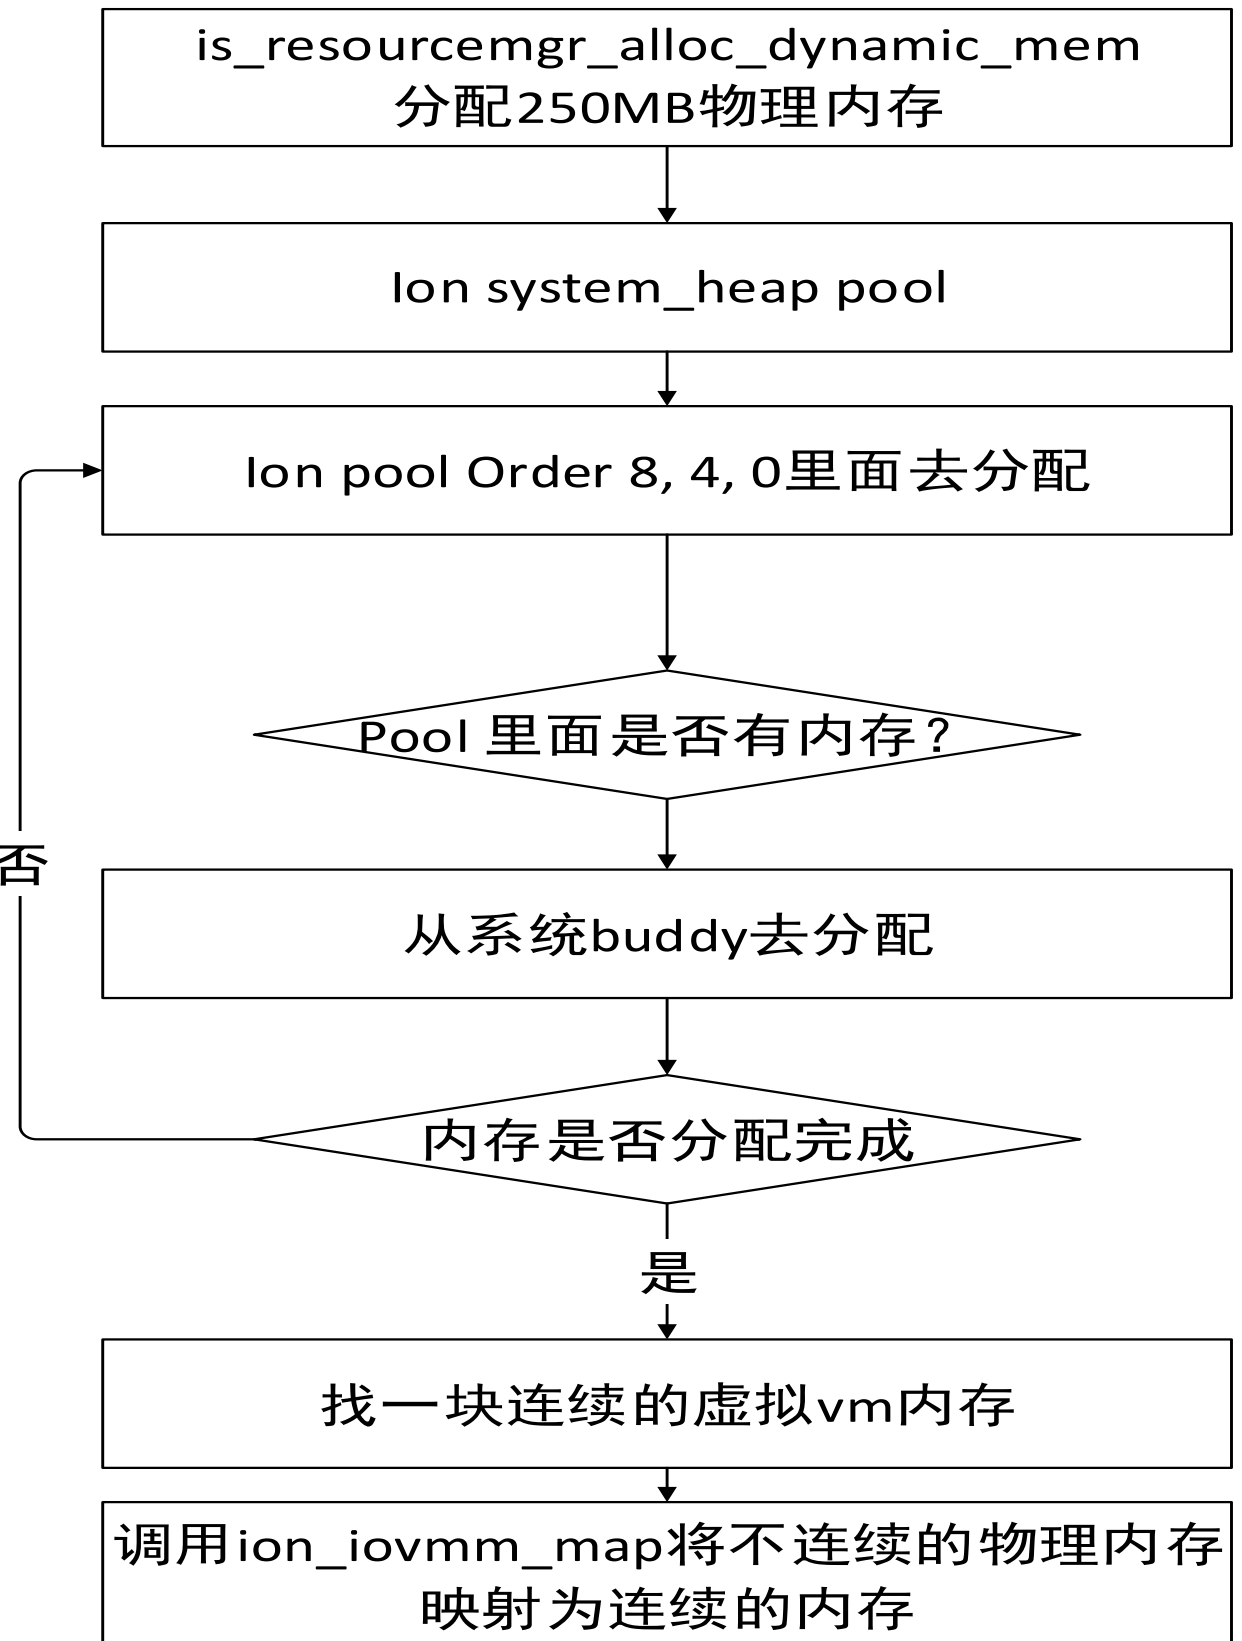 is_resourcemgr_alloc_dynamic_mem
分配250MB物理内存
Ion system_heap pool
Ion pool Order 8, 4, 0里面去分配
Pool 里面是否有内存？
否
从系统buddy去分配
内存是否分配完成
是
找一块连续的虚拟vm内存
调用ion_iovmm_map将不连续的物理内存
映射为连续的内存